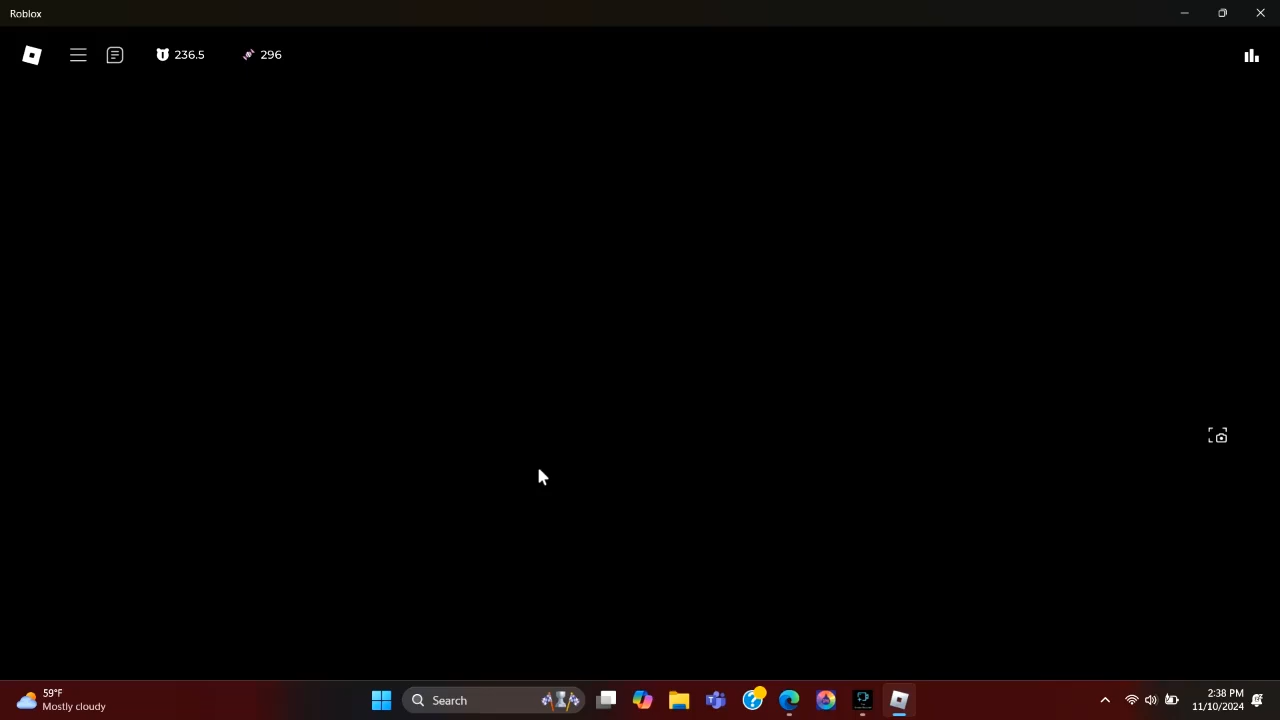 Roblox
236.5
296
59°F
Mostly cloudy
Search
2:38 PM
11/10/2024